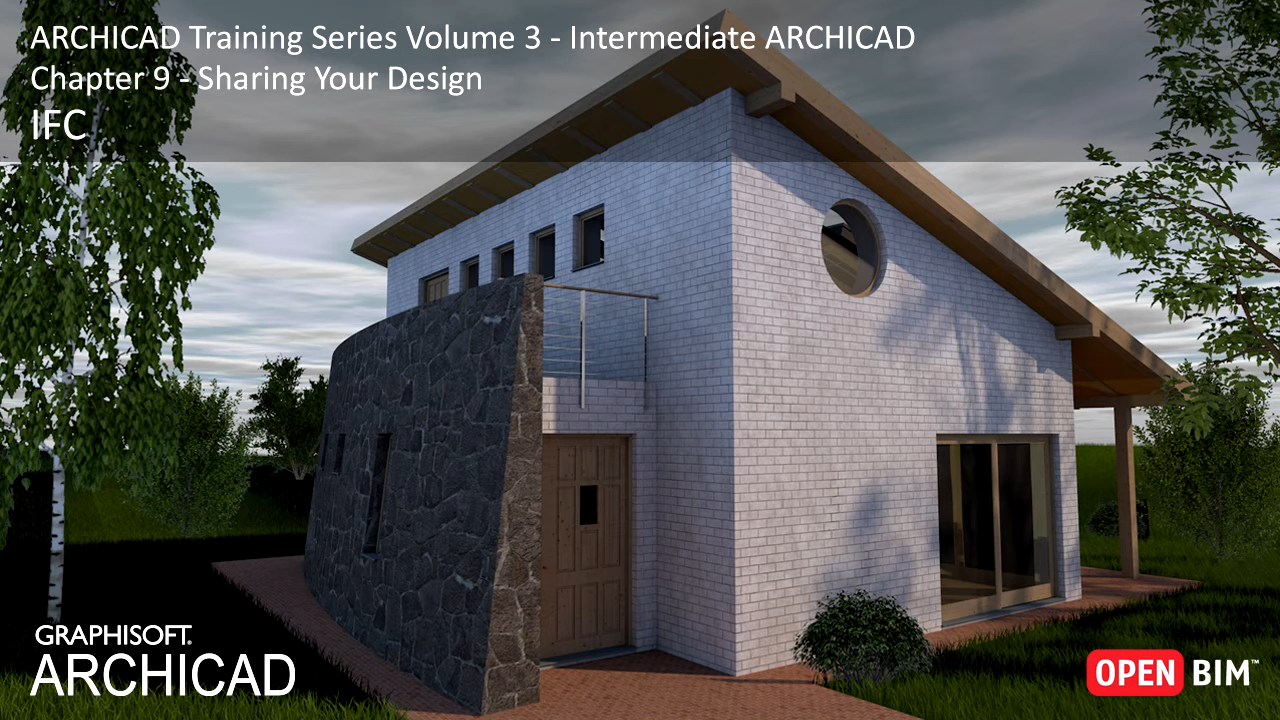 ARCHICAD Training Series Volume 3 - Intermediate ARCHICAD
Chapter 9 - Sharing Your Design
IFC
GRAPHISOFT.
ARCHICAD
OPEN BIM™